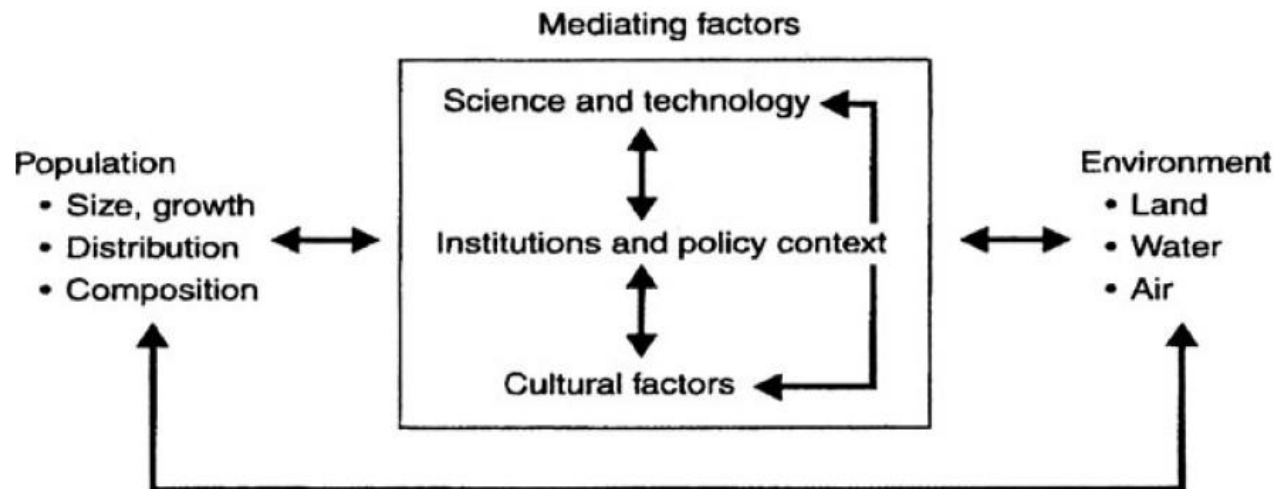 Mediating factors
Science and technology
Population
• Size, growth
• Distribution
• Composition
Institutions and policy context
Cultural factors
Environment
• Land
• Water
• Air